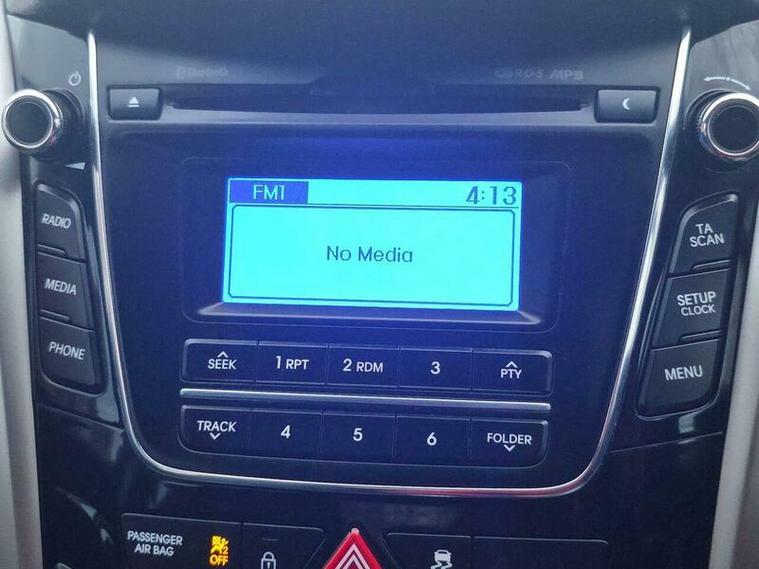 Bluetooth
RDS MP3
FM1
4:13
No Media
RADIO
MEDIA
PHONE
TA
SCAN
SETUP
CLOCK
MENU
SEEK
1 RPT
2 RDM
3
PTY
TRACK
4
5
6
FOLDER
PASSENGER
AIR BAG
OFF